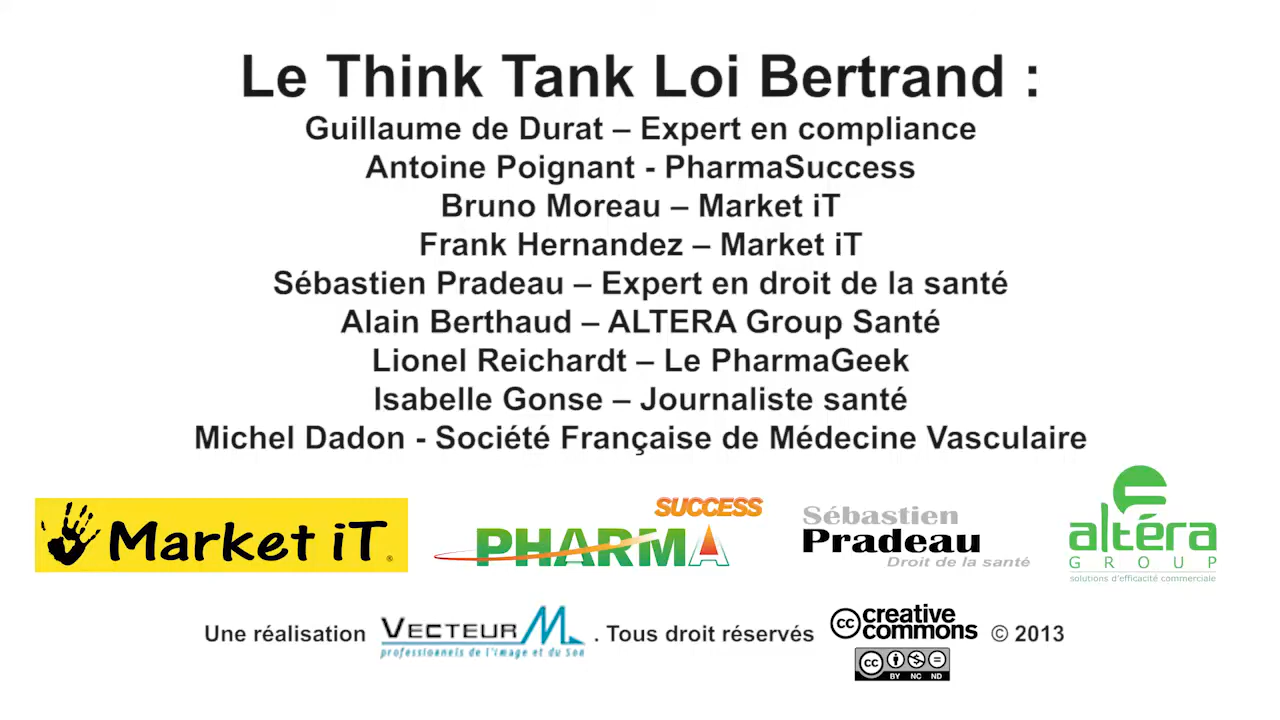 Le Think Tank Loi Bertrand :
Guillaume de Durat – Expert en compliance
Antoine Poignant - PharmaSuccess
Bruno Moreau – Market iT
Frank Hernandez – Market iT
Sébastien Pradeau – Expert en droit de la santé
Alain Berthaud – ALTERA Group Santé
Lionel Reichardt – Le PharmaGeek
Isabelle Gonse – Journaliste santé
Michel Dadon - Société Française de Médecine Vasculaire
Market iT®
SUCCESS
PHARMA
Sébastien
Pradeau
Droit de la santé
altéra
GROUP
solutions d'efficacité commerciale
Une réalisation VECTEUR M . Tous droit réservés creative commons © 2013
professionnels de l'image et du Son
cc BY NC ND